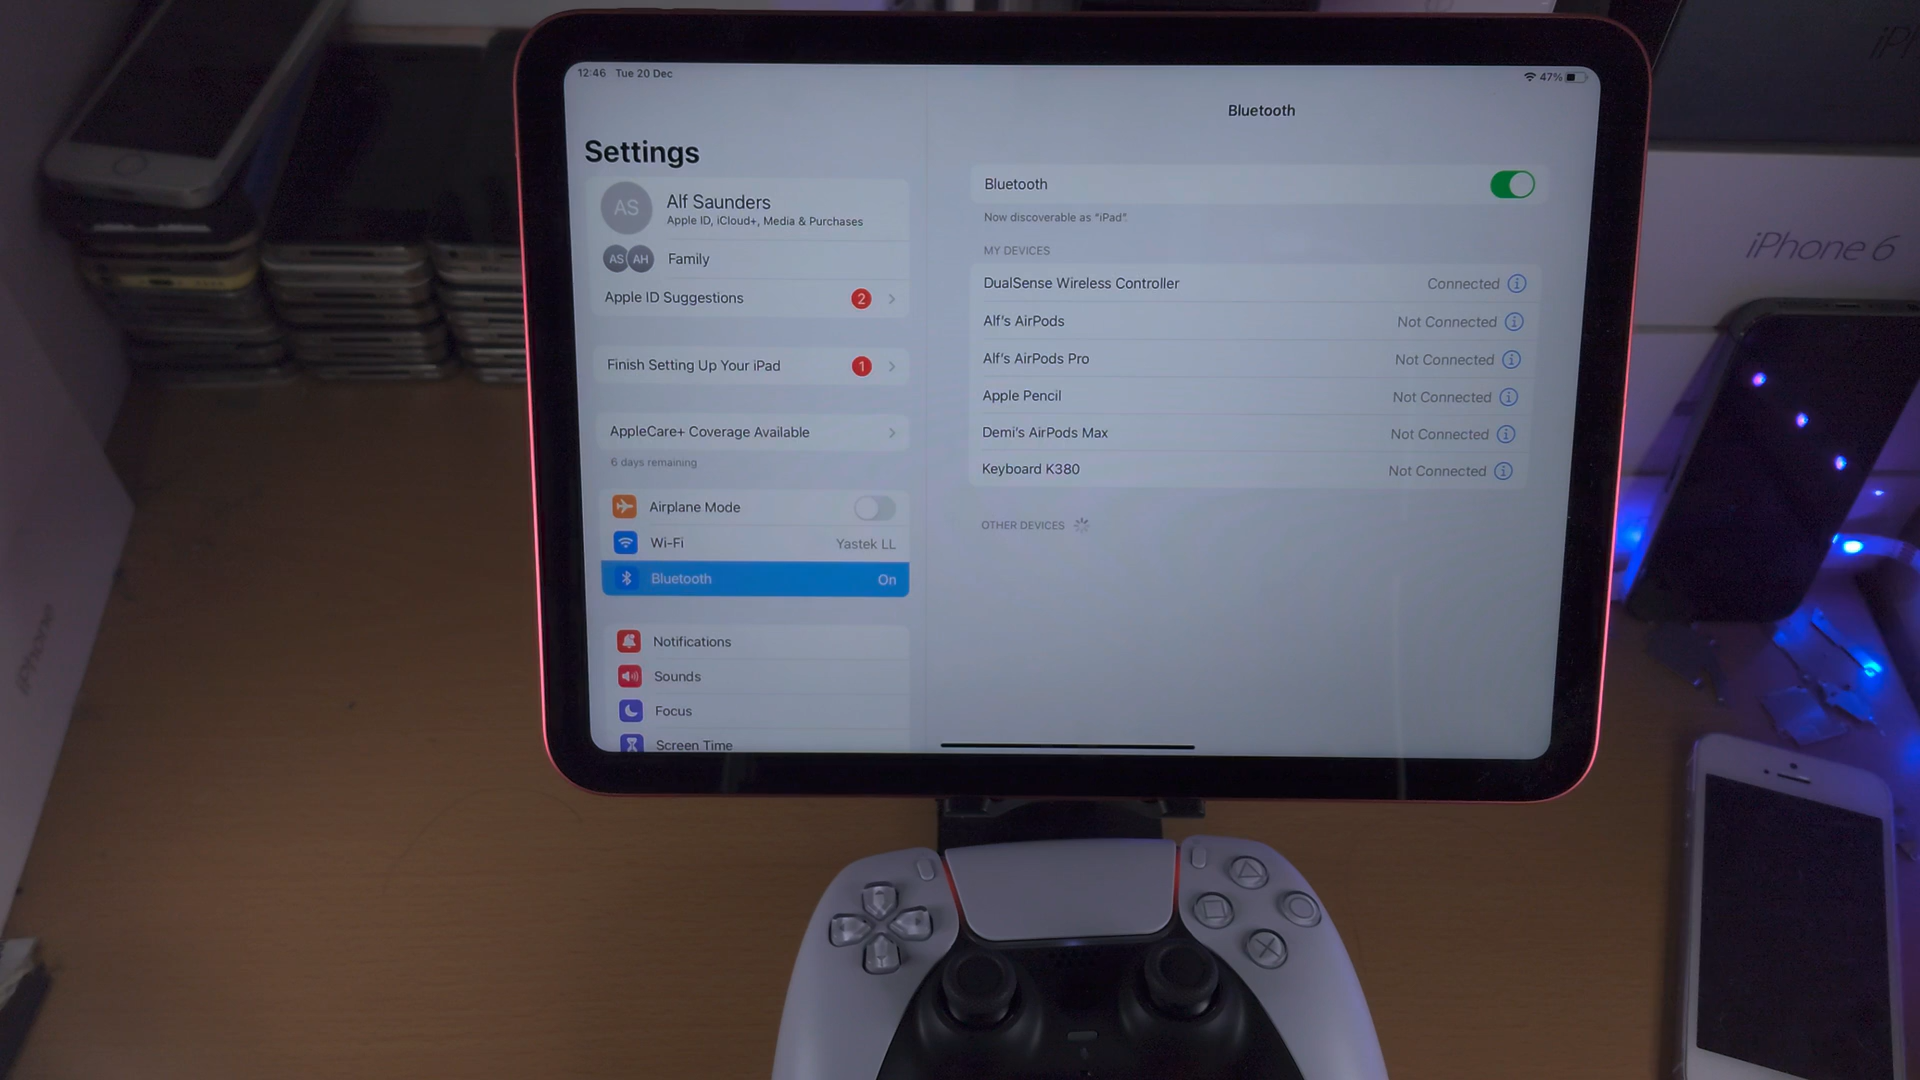 12:46 Tue 20 Dec
47%
Settings
AS
Alf Saunders
Apple ID, iCloud+, Media & Purchases
AS AH Family
Apple ID Suggestions 2
Finish Setting Up Your iPad 1
AppleCare+ Coverage Available
6 days remaining
Airplane Mode
Wi-Fi Yastek LL
Bluetooth On
Notifications
Sounds
Focus
Screen Time
Bluetooth
Bluetooth
Now discoverable as "iPad".
MY DEVICES
DualSense Wireless Controller Connected
Alf's AirPods Not Connected
Alf's AirPods Pro Not Connected
Apple Pencil Not Connected
Demi's AirPods Max Not Connected
Keyboard K380 Not Connected
OTHER DEVICES
iPhone 6
iPhone